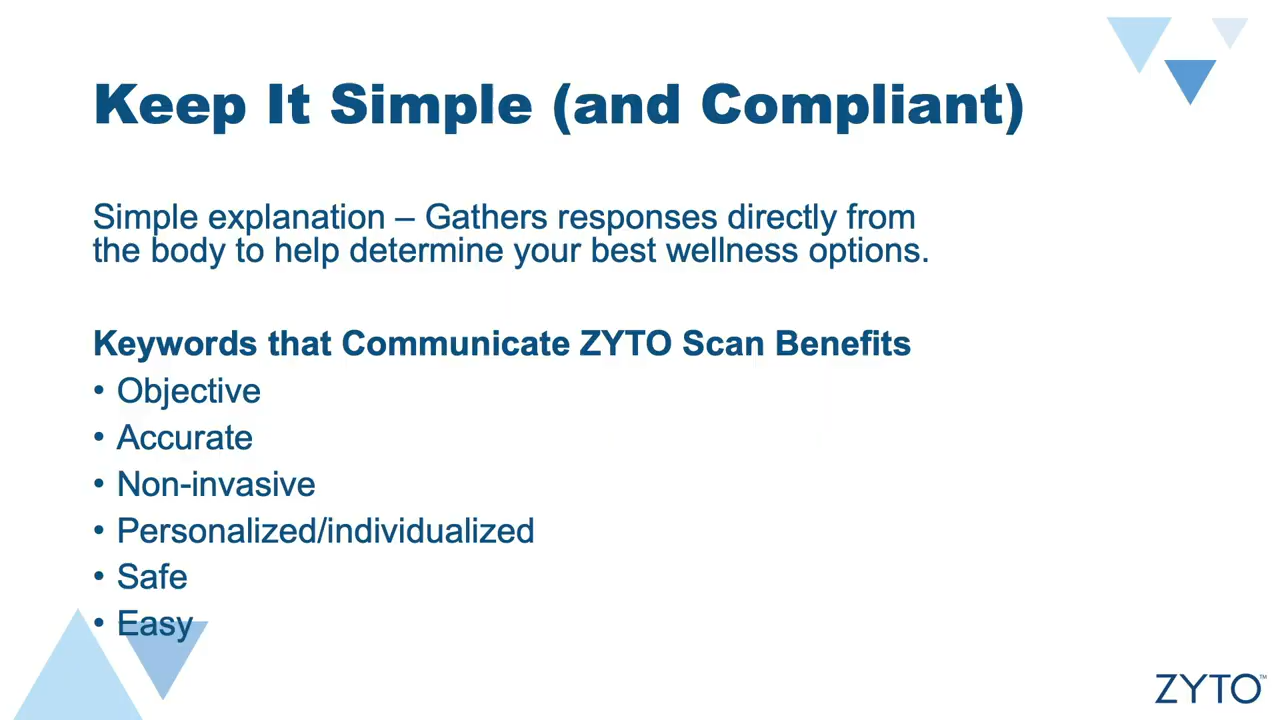 Keep It Simple (and Compliant)
Simple explanation – Gathers responses directly from
the body to help determine your best wellness options.
Keywords that Communicate ZYTO Scan Benefits
• Objective
• Accurate
• Non-invasive
• Personalized/individualized
• Safe
• Easy
ZYTO™